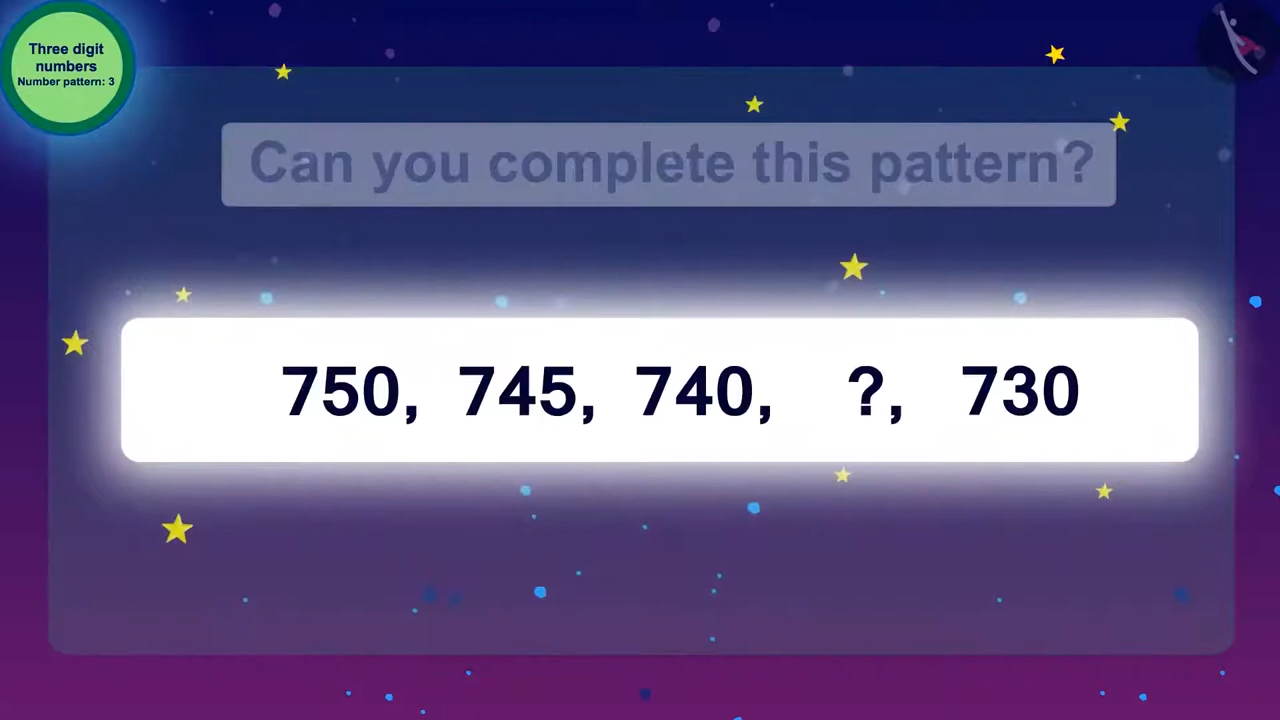 Three digit
numbers
Number pattern: 3
Can you complete this pattern?
750, 745, 740, ?, 730